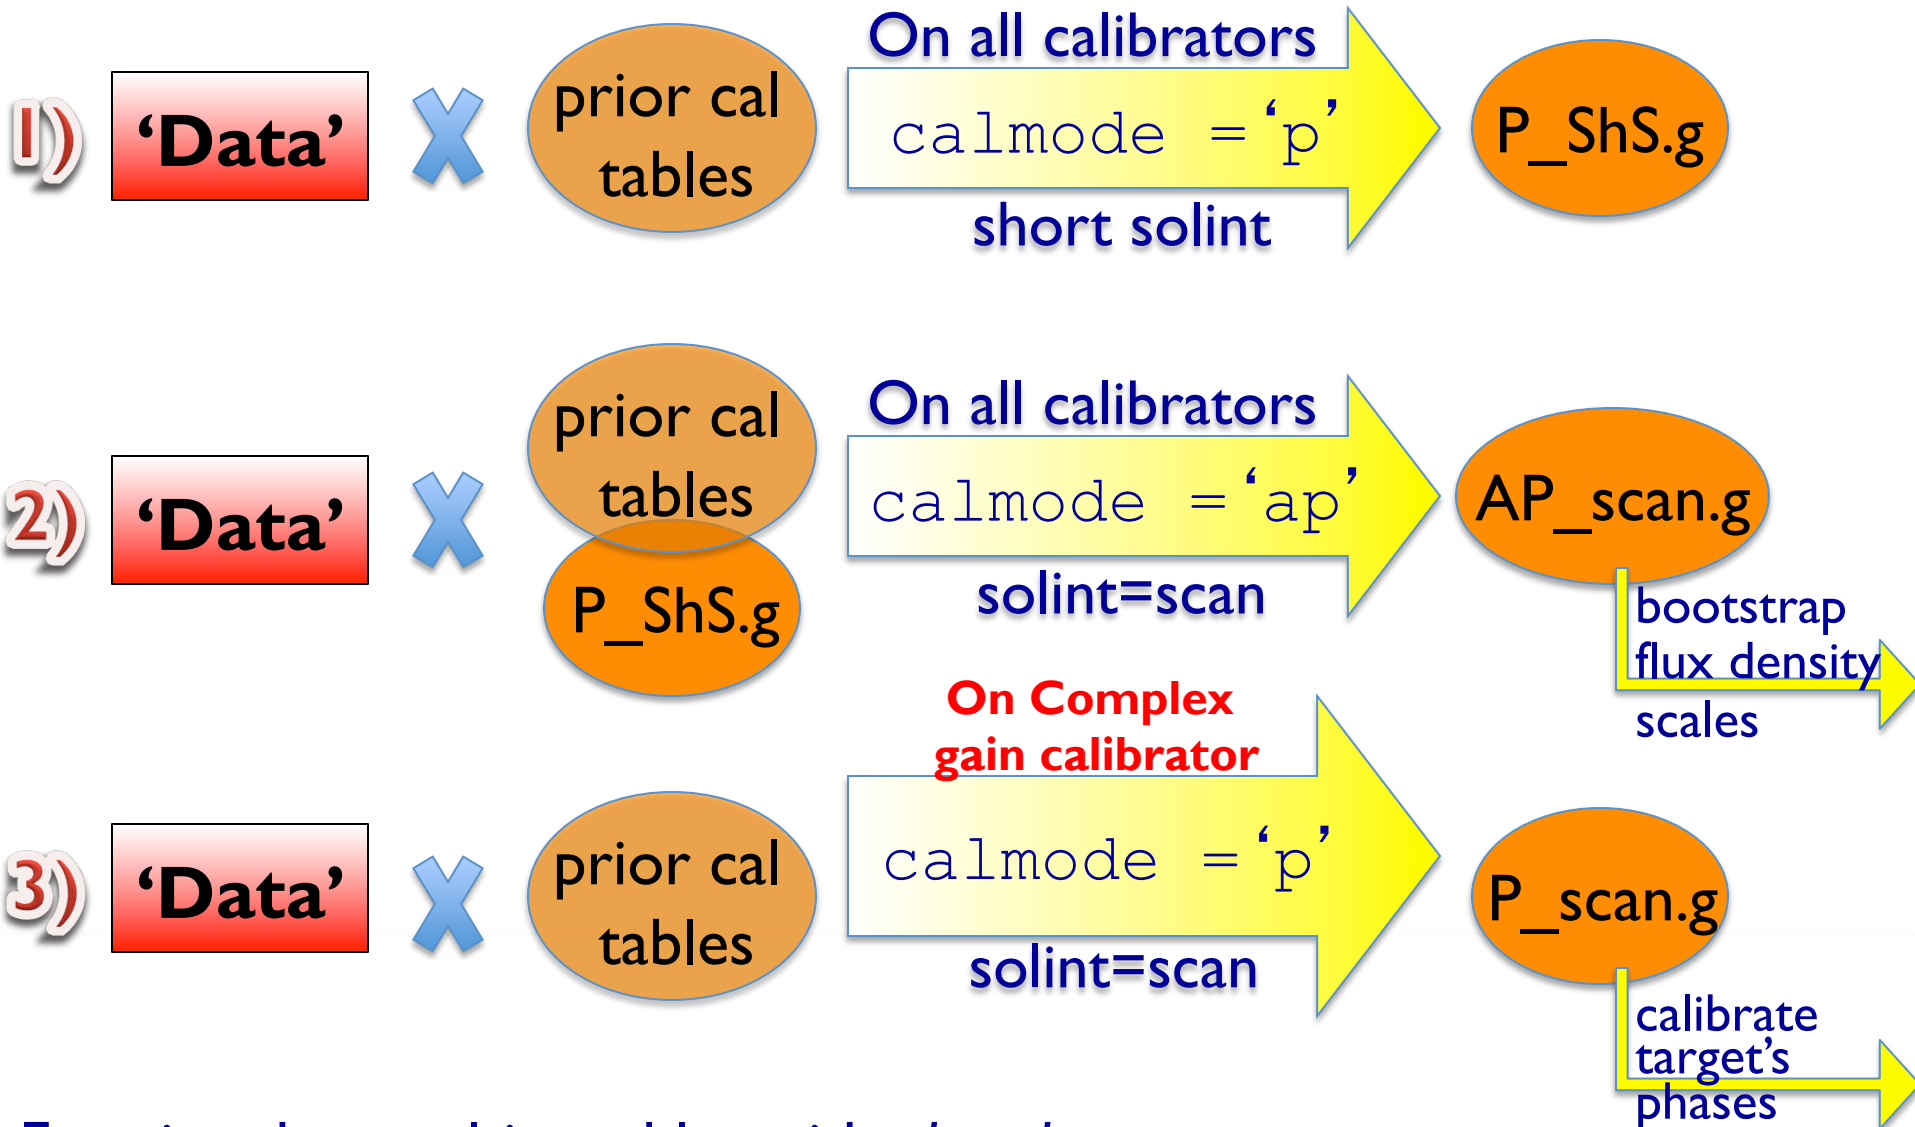 1)
‘Data’
prior cal
tables
On all calibrators
calmode =‘p’
short solint
P_ShS.g
2)
‘Data’
prior cal
tables
P_ShS.g
On all calibrators
calmode =‘ap’
solint=scan
AP_scan.g
bootstrap
flux density
scales
3)
‘Data’
prior cal
tables
On Complex
gain calibrator
calmode =‘p’
solint=scan
P_scan.g
calibrate
target’s
phases